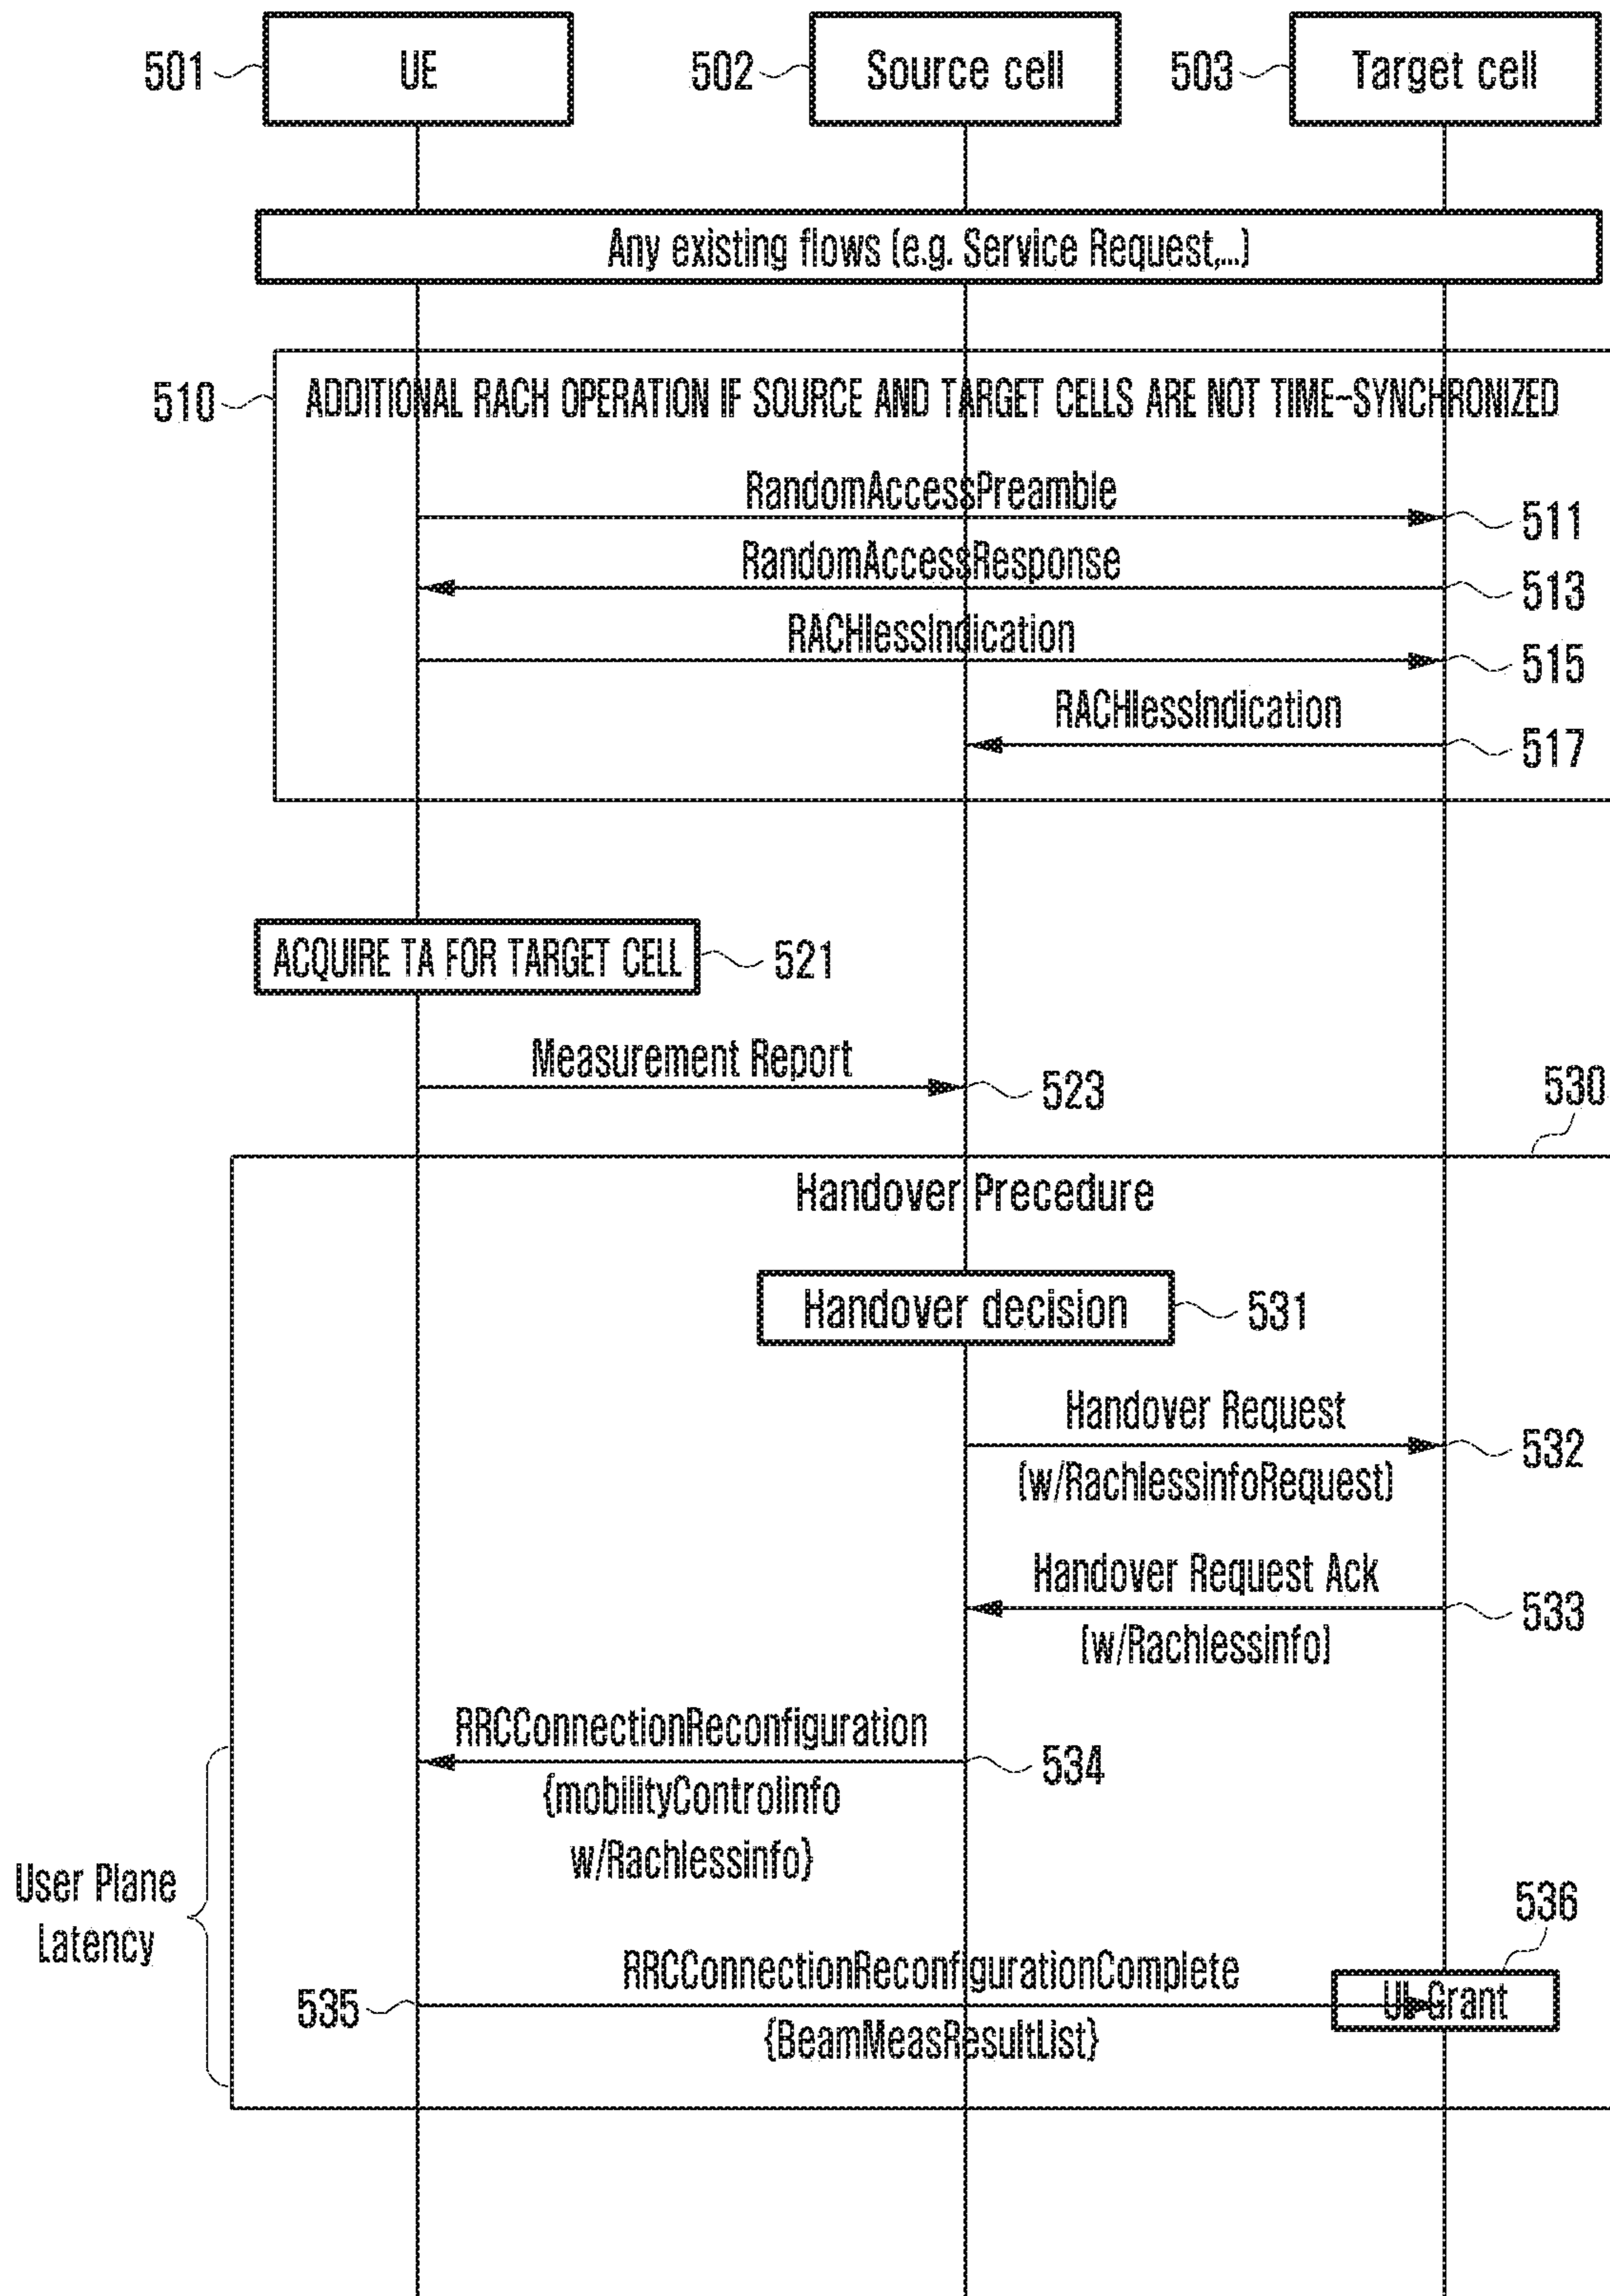 501 UE 502 Source cell 503 Target cell
Any existing flows (e.g. Service Request,...)
510 ADDITIONAL RACH OPERATION IF SOURCE AND TARGET CELLS ARE NOT TIME-SYNCHRONIZED
RandomAccessPreamble
511
RandomAccessResponse
513
RACHlessIndication
515
RACHlessIndication
517
ACQUIRE TA FOR TARGET CELL 521
Measurement Report
523
530
Handover Precedure
Handover decision 531
Handover Request
532
(w/RachlessinfoRequest)
Handover Request Ack
533
(w/Rachlessinfo)
RRCConnectionReconfiguration
534
{mobilityControlinfo
w/Rachlessinfo}
User Plane
Latency
536
RRCConnectionReconfigurationComplete
UL Grant
535
{BeamMeasResultList}